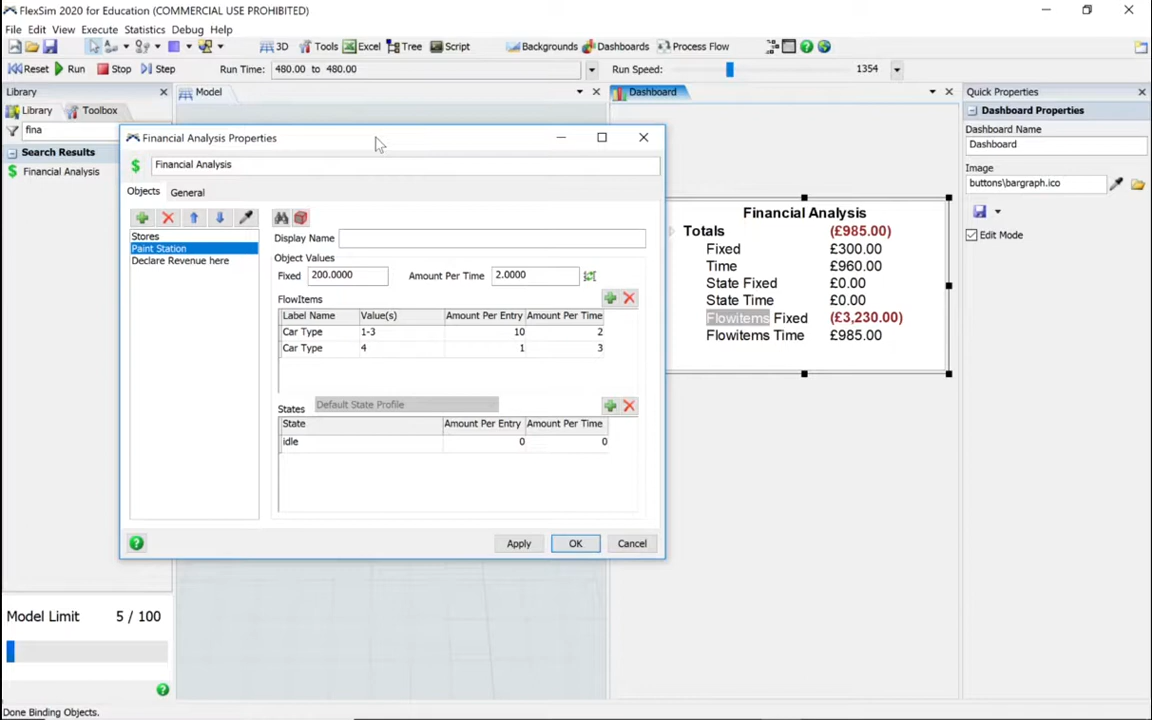 FlexSim 2020 for Education (COMMERCIAL USE PROHIBITED)
File Edit View Execute Statistics Debug Help
3D Tools Excel Tree Script Backgrounds Dashboards Process Flow
Reset Run Stop Step Run Time: 480.00 to 480.00 Run Speed: 1354
Library Model Dashboard Quick Properties
Library Toolbox
fina
Search Results
Financial Analysis
Financial Analysis Properties
Financial Analysis
Objects General
Stores
Paint Station
Declare Revenue here
Display Name
Object Values
Fixed 200.0000 Amount Per Time 2.0000
FlowItems
Label Name Value(s) Amount Per Entry Amount Per Time
Car Type 1-3 10 2
Car Type 4 1 3
States Default State Profile
State Amount Per Entry Amount Per Time
idle 0 0
Apply OK Cancel
Financial Analysis
Totals (£985.00)
Fixed £300.00
Time £960.00
State Fixed £0.00
State Time £0.00
Flowitems Fixed (£3,230.00)
Flowitems Time £985.00
Dashboard Properties
Dashboard Name
Dashboard
Image
buttons\bargraph.ico
Edit Mode
Model Limit 5 / 100
Done Binding Objects.